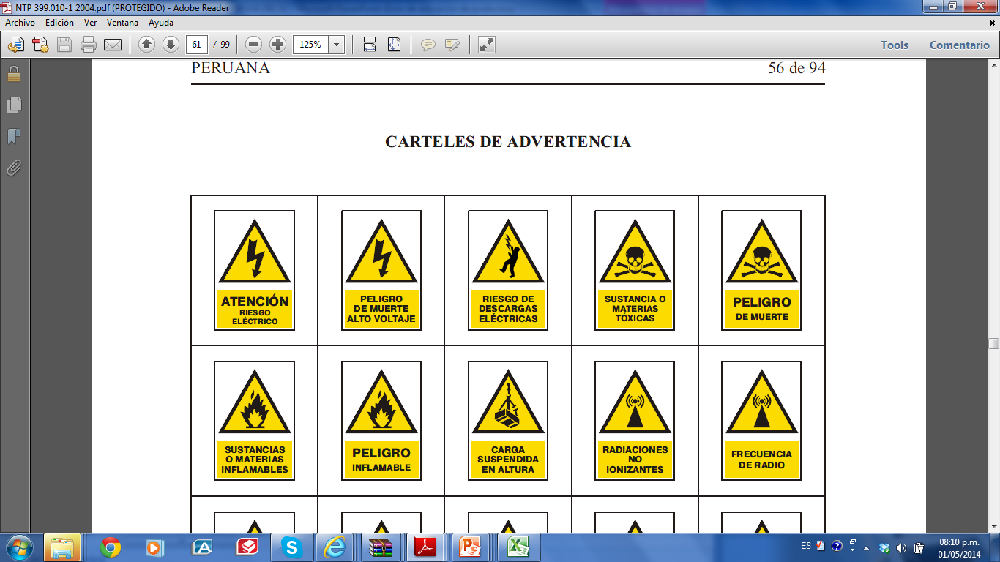 NTP 399.010-1 2004.pdf (PROTEGIDO) - Adobe Reader
Archivo Edición Ver Ventana Ayuda
61 / 99 125% Tools Comentario
PERUANA 56 de 94
CARTELES DE ADVERTENCIA
ATENCIÓN
RIESGO
ELÉCTRICO
PELIGRO
DE MUERTE
ALTO VOLTAJE
RIESGO DE
DESCARGAS
ELÉCTRICAS
SUSTANCIA O
MATERIAS
TÓXICAS
PELIGRO
DE MUERTE
SUSTANCIAS
O MATERIAS
INFLAMABLES
PELIGRO
INFLAMABLE
CARGA
SUSPENDIDA
EN ALTURA
RADIACIONES
NO
IONIZANTES
FRECUENCIA
DE RADIO
ES 08:10 p.m.
01/05/2014